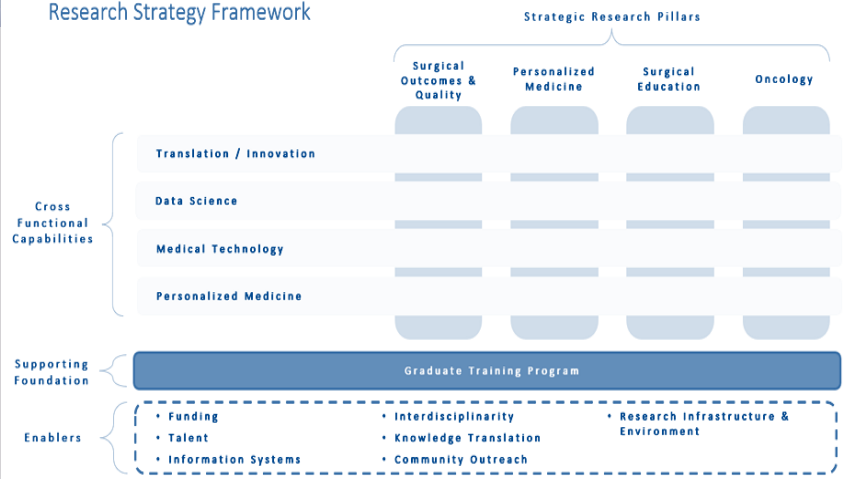 Research Strategy Framework
Strategic Research Pillars
Surgical
Outcomes &
Quality
Personalized
Medicine
Surgical
Education
Oncology
Cross
Functional
Capabilities
Translation / Innovation
Data Science
Medical Technology
Personalized Medicine
Supporting
Foundation
Graduate Training Program
Enablers
• Funding
• Talent
• Information Systems
• Interdisciplinarity
• Knowledge Translation
• Community Outreach
• Research Infrastructure &
Environment